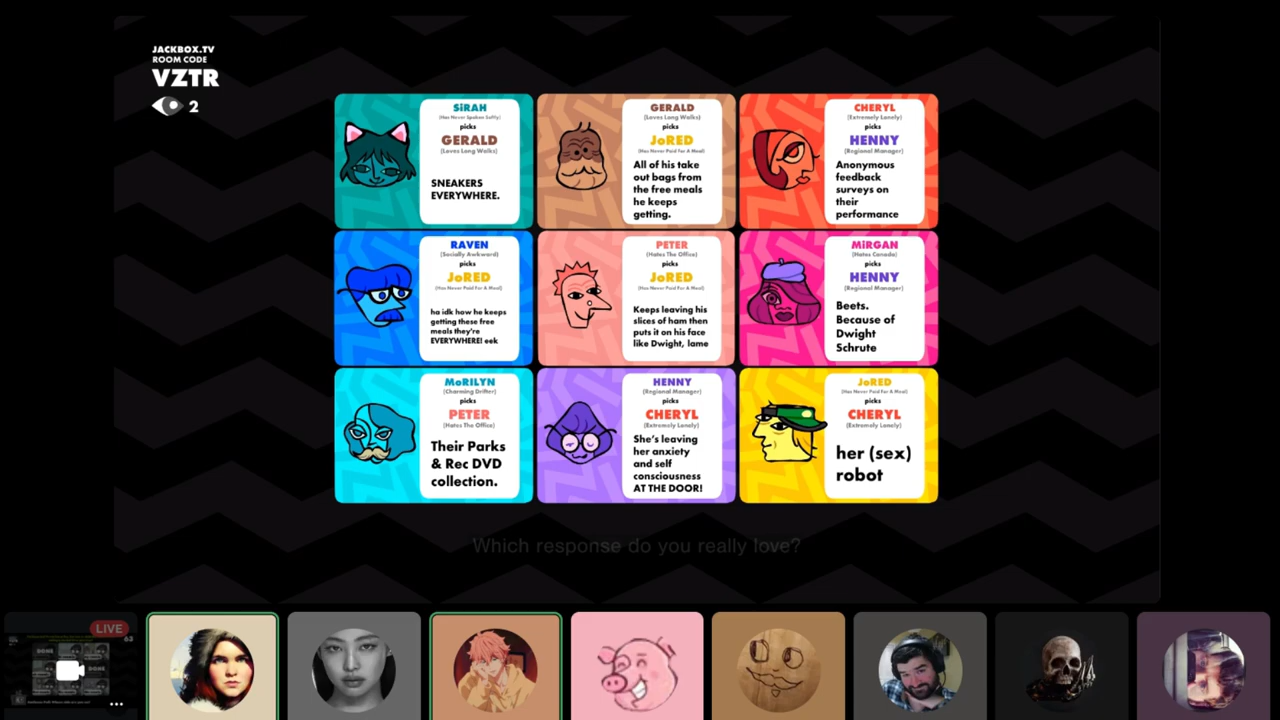 JACKBOX.TV
ROOM CODE
VZTR
2
SiRAH
(Has Never Spoken Softly)
picks
GERALD
(Loves Long Walks)
SNEAKERS
EVERYWHERE.
GERALD
(Loves Long Walks)
picks
JoRED
(Has Never Paid For A Meal)
All of his take
out bags from
the free meals
he keeps
getting.
CHERYL
(Extremely Lonely)
picks
HENNY
(Regional Manager)
Anonymous
feedback
surveys on
their
performance
RAVEN
(Socially Awkward)
picks
JoRED
(Has Never Paid For A Meal)
ha idk how he keeps
getting these free
meals they're
EVERYWHERE! eek
PETER
(Hates The Office)
picks
JoRED
(Has Never Paid For A Meal)
Keeps leaving his
slices of ham then
puts it on his face
like Dwight, lame
MiRGAN
(Hates Canada)
picks
HENNY
(Regional Manager)
Beets.
Because of
Dwight
Schrute
MoRILYN
(Charming Drifter)
picks
PETER
(Hates The Office)
Their Parks
& Rec DVD
collection.
HENNY
(Regional Manager)
picks
CHERYL
(Extremely Lonely)
She's leaving
her anxiety
and self
consciousness
AT THE DOOR!
JoRED
(Has Never Paid For A Meal)
picks
CHERYL
(Extremely Lonely)
her (sex)
robot
Which response do you really love?
LIVE
63
DONE
DONE